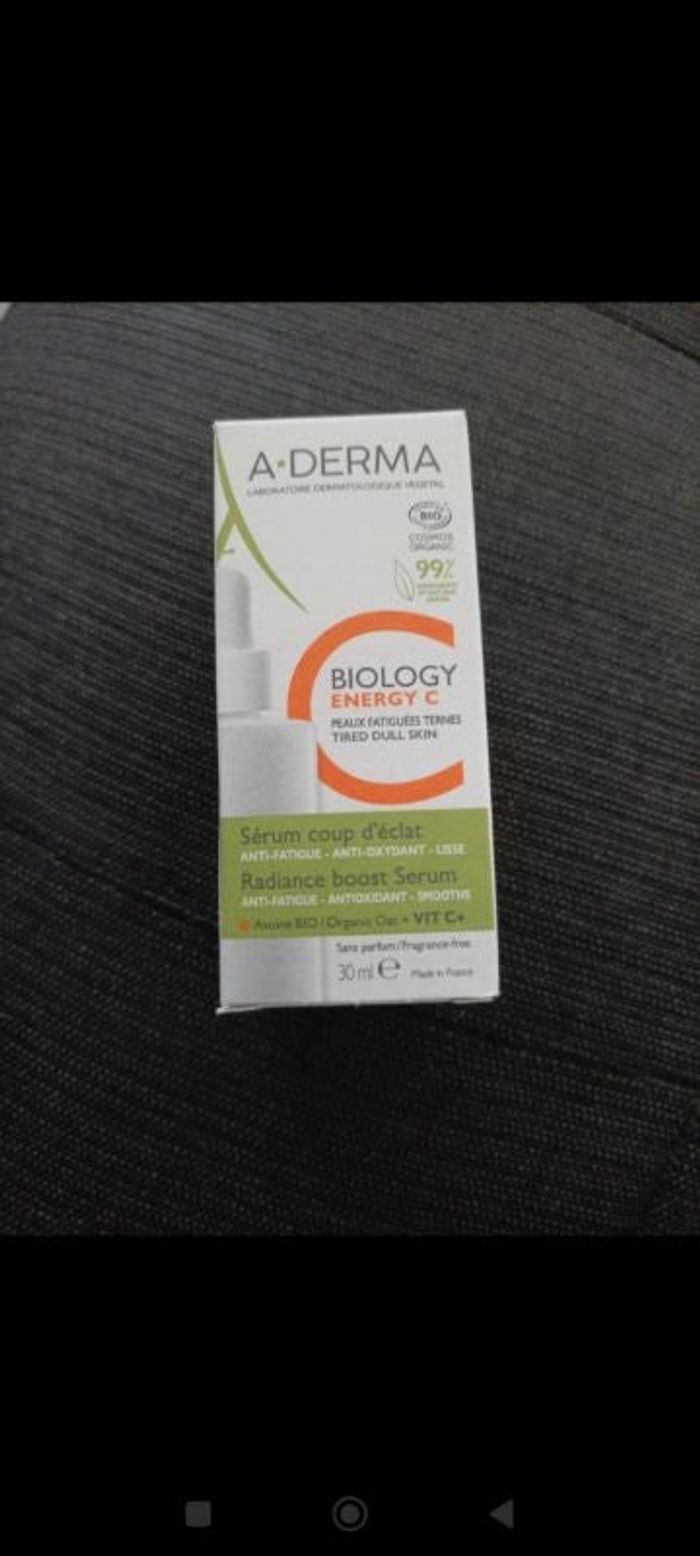 A·DERMA
LABORATOIRE DERMATOLOGIQUE VÉGÉTAL
BIO
COSMOS
ORGANIC
99%
BIOLOGY
ENERGY C
PEAUX FATIGUÉES TERNES
TIRED DULL SKIN
Sérum coup d'éclat
ANTI-FATIGUE - ANTI-OXYDANT - LISSE
Radiance boost Serum
ANTI-FATIGUE - ANTIOXIDANT - SMOOTHS
Avoine BIO / Organic Oat + VIT C+
Sans parfum/Fragrance-free
30 ml e Made in France